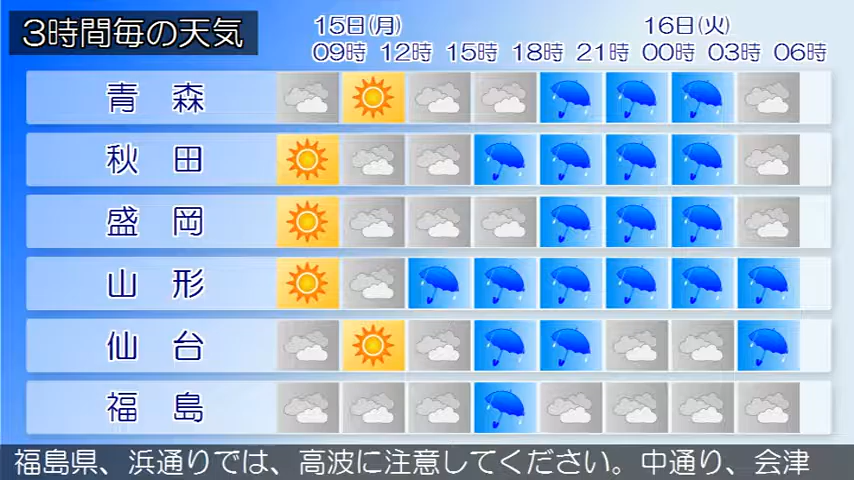 3時間毎の天気
15日(月) 16日(火)
09時 12時 15時 18時 21時 00時 03時 06時
青森
秋田
盛岡
山形
仙台
福島
福島県、浜通りでは、高波に注意してください。中通り、会津